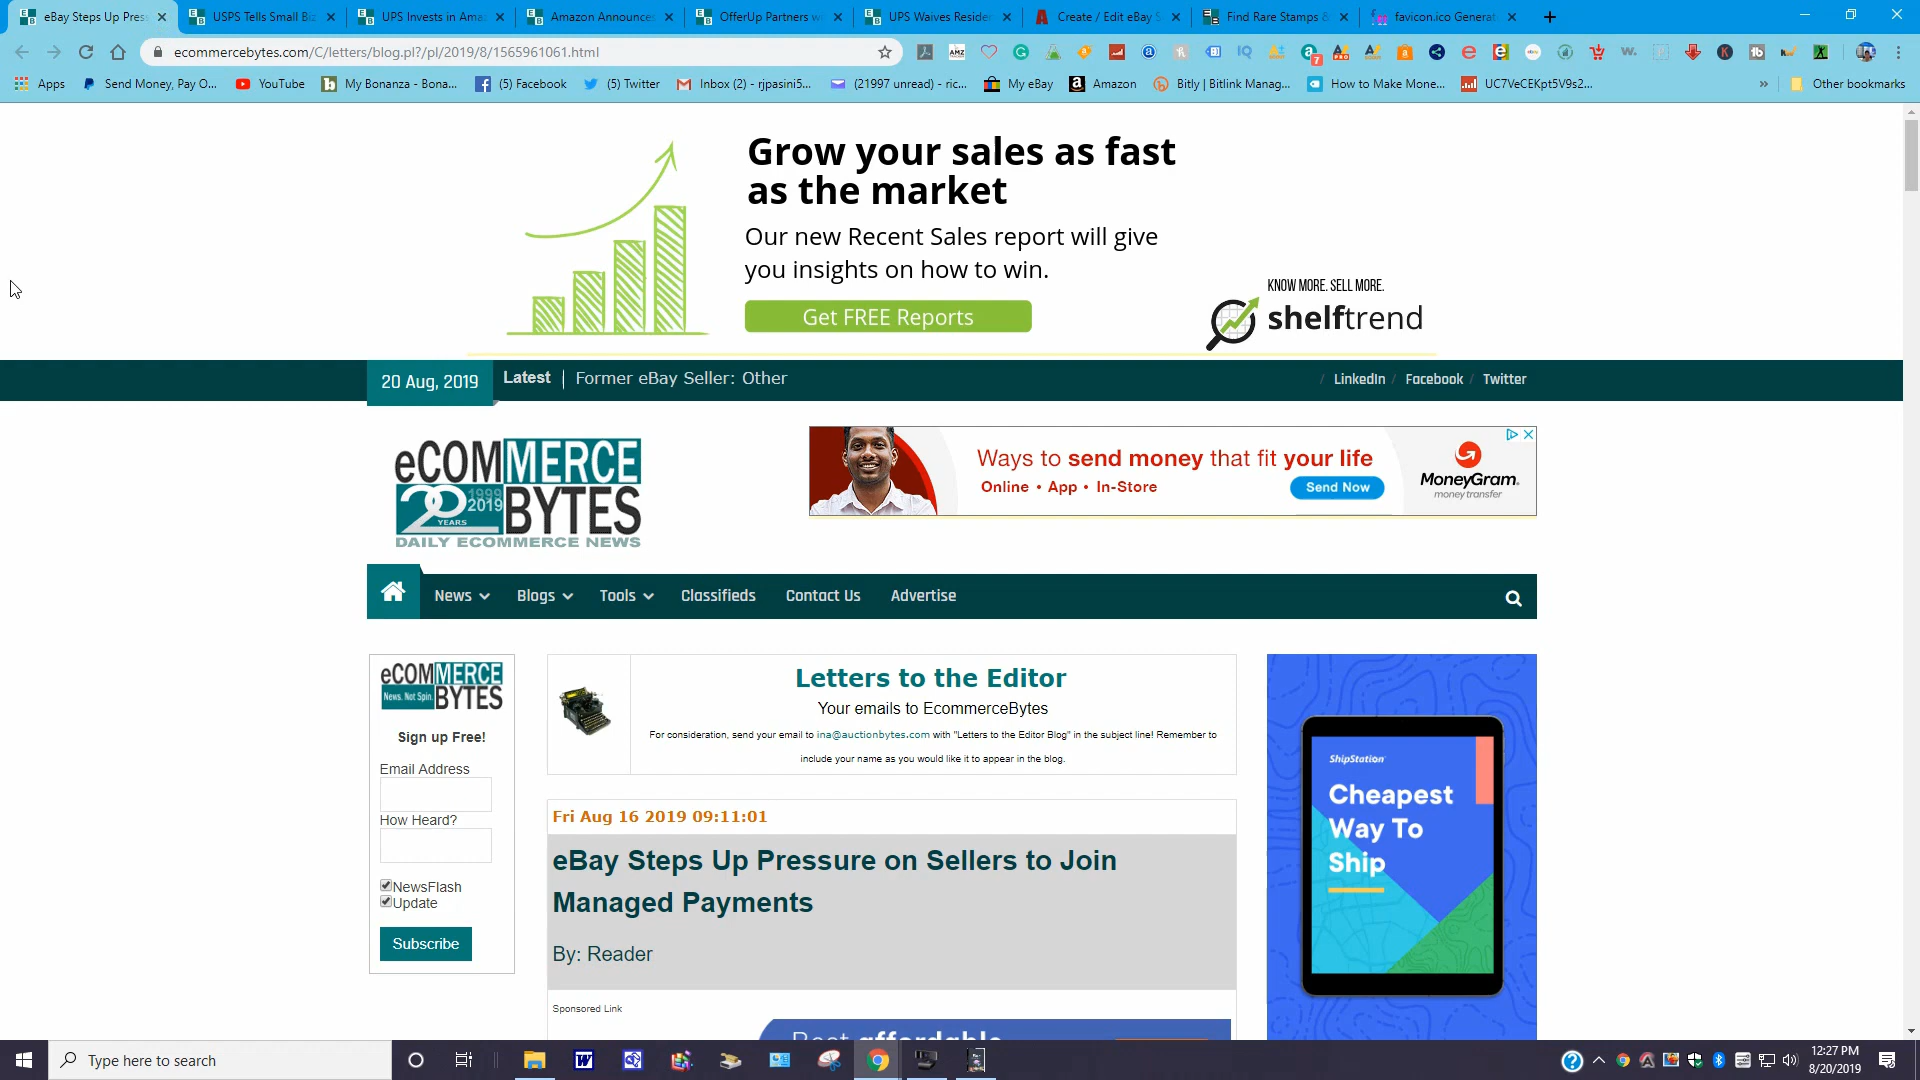 eBay Steps Up Pres
USPS Tells Small Biz
UPS Invests in Ama
Amazon Announces
OfferUp Partners w
UPS Waives Reside
Create / Edit eBay S
Find Rare Stamps &
favicon.ico Generat
ecommercebytes.com/C/letters/blog.pl?/pl/2019/8/1565961061.html
Apps
Send Money, Pay O...
YouTube
My Bonanza - Bona...
(5) Facebook
(5) Twitter
Inbox (2) - rjpasini5...
(21997 unread) - ric...
My eBay
Amazon
Bitly | Bitlink Manag...
How to Make Mone...
UC7VeCEKpt5V9s2...
»
Other bookmarks
Grow your sales as fast
as the market
Our new Recent Sales report will give
you insights on how to win.
Get FREE Reports
KNOW MORE. SELL MORE.
shelftrend
20 Aug, 2019
Latest | Former eBay Seller: Other
/ LinkedIn / Facebook / Twitter
eCOMMERCE
20 YEARS 1999 2019 BYTES
DAILY ECOMMERCE NEWS
Ways to send money that fit your life
Online • App • In-Store
Send Now
MoneyGram
money transfer
News
Blogs
Tools
Classifieds
Contact Us
Advertise
eCOMMERCE
News. Not Spin. BYTES
Sign up Free!
Email Address
How Heard?
NewsFlash
Update
Subscribe
Letters to the Editor
Your emails to EcommerceBytes
For consideration, send your email to ina@auctionbytes.com with "Letters to the Editor Blog" in the subject line! Remember to
include your name as you would like it to appear in the blog.
Fri Aug 16 2019 09:11:01
eBay Steps Up Pressure on Sellers to Join
Managed Payments
By: Reader
Sponsored Link
Best affordable
ShipStation
Cheapest
Way To
Ship
Type here to search
12:27 PM
8/20/2019